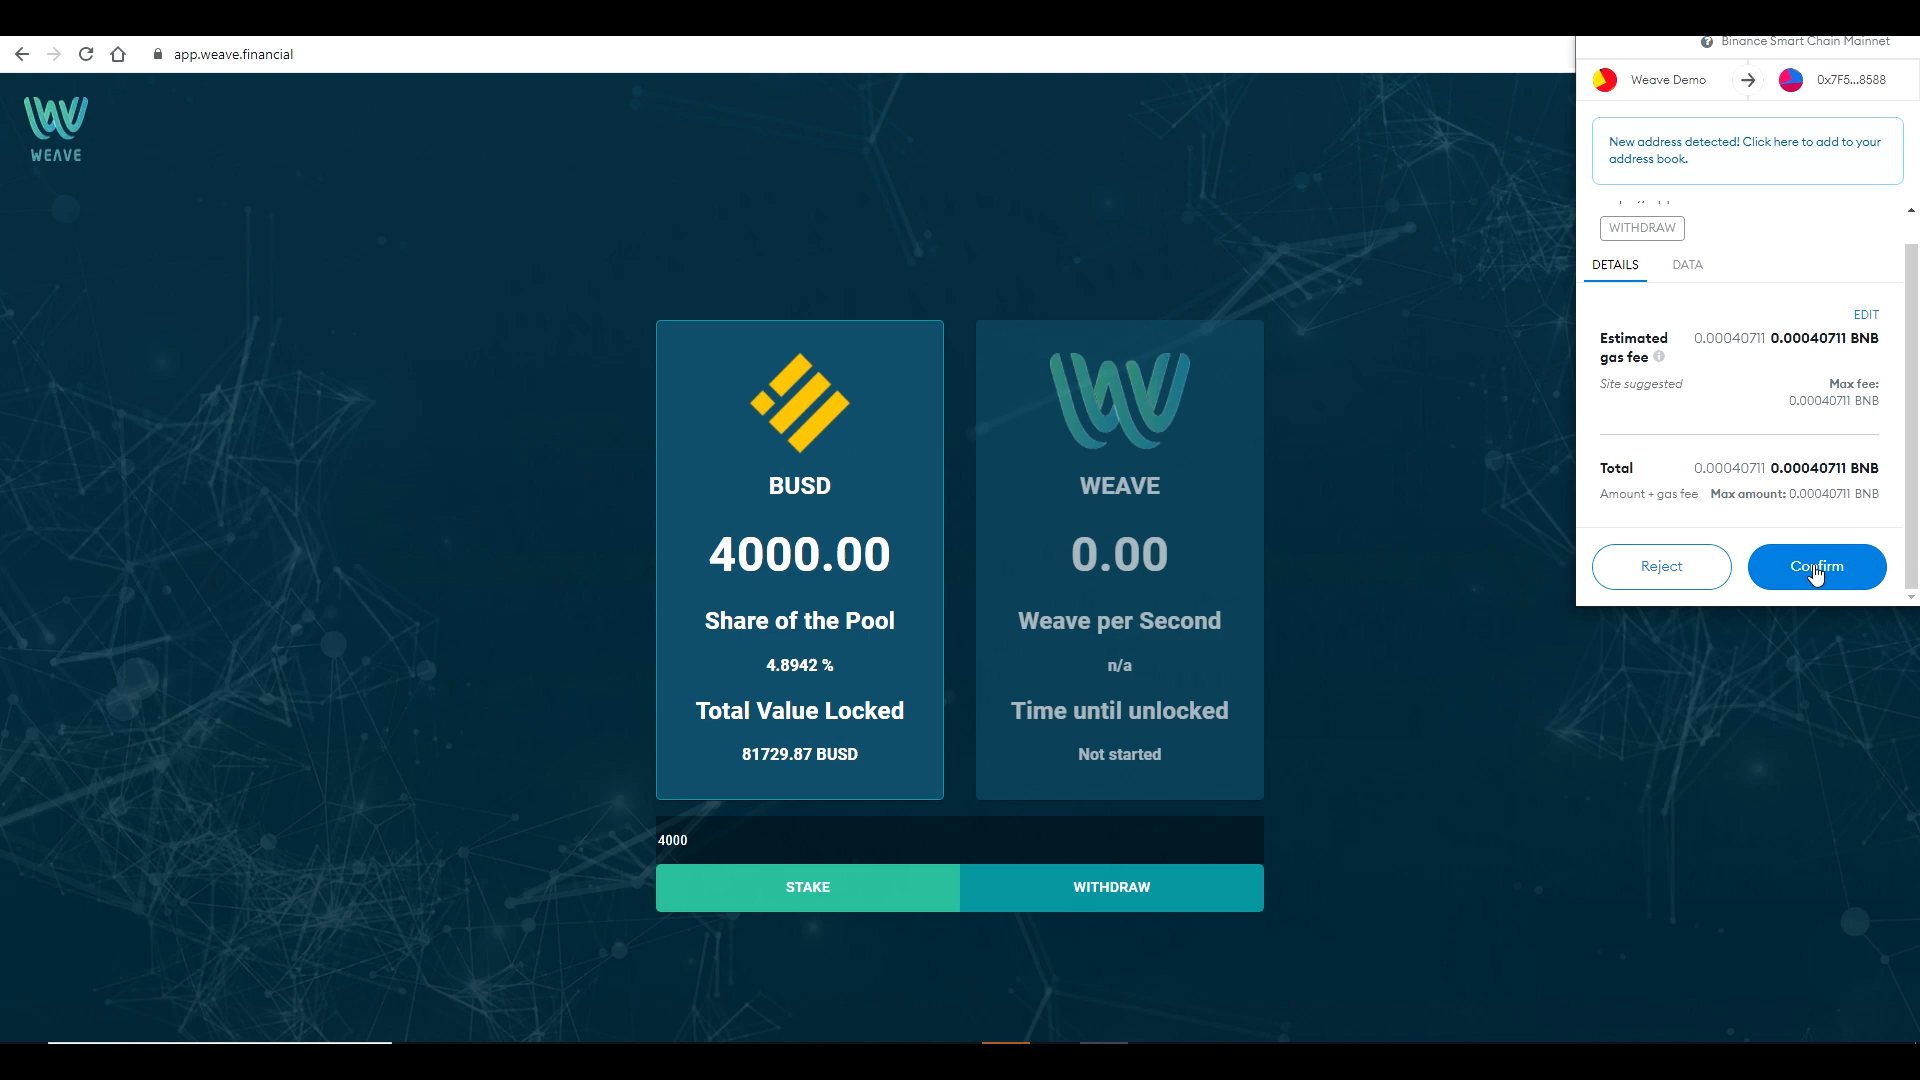 app.weave.financial
Binance Smart Chain Mainnet
Weave Demo
0x7F5...8588
WEAVE
New address detected! Click here to add to your
address book.
WITHDRAW
DETAILS DATA
EDIT
Estimated 0.00040711 0.00040711 BNB
gas fee
Site suggested Max fee:
0.00040711 BNB
Total 0.00040711 0.00040711 BNB
Amount + gas fee Max amount: 0.00040711 BNB
Reject Confirm
BUSD
4000.00
Share of the Pool
4.8942 %
Total Value Locked
81729.87 BUSD
WEAVE
0.00
Weave per Second
n/a
Time until unlocked
Not started
4000
STAKE WITHDRAW